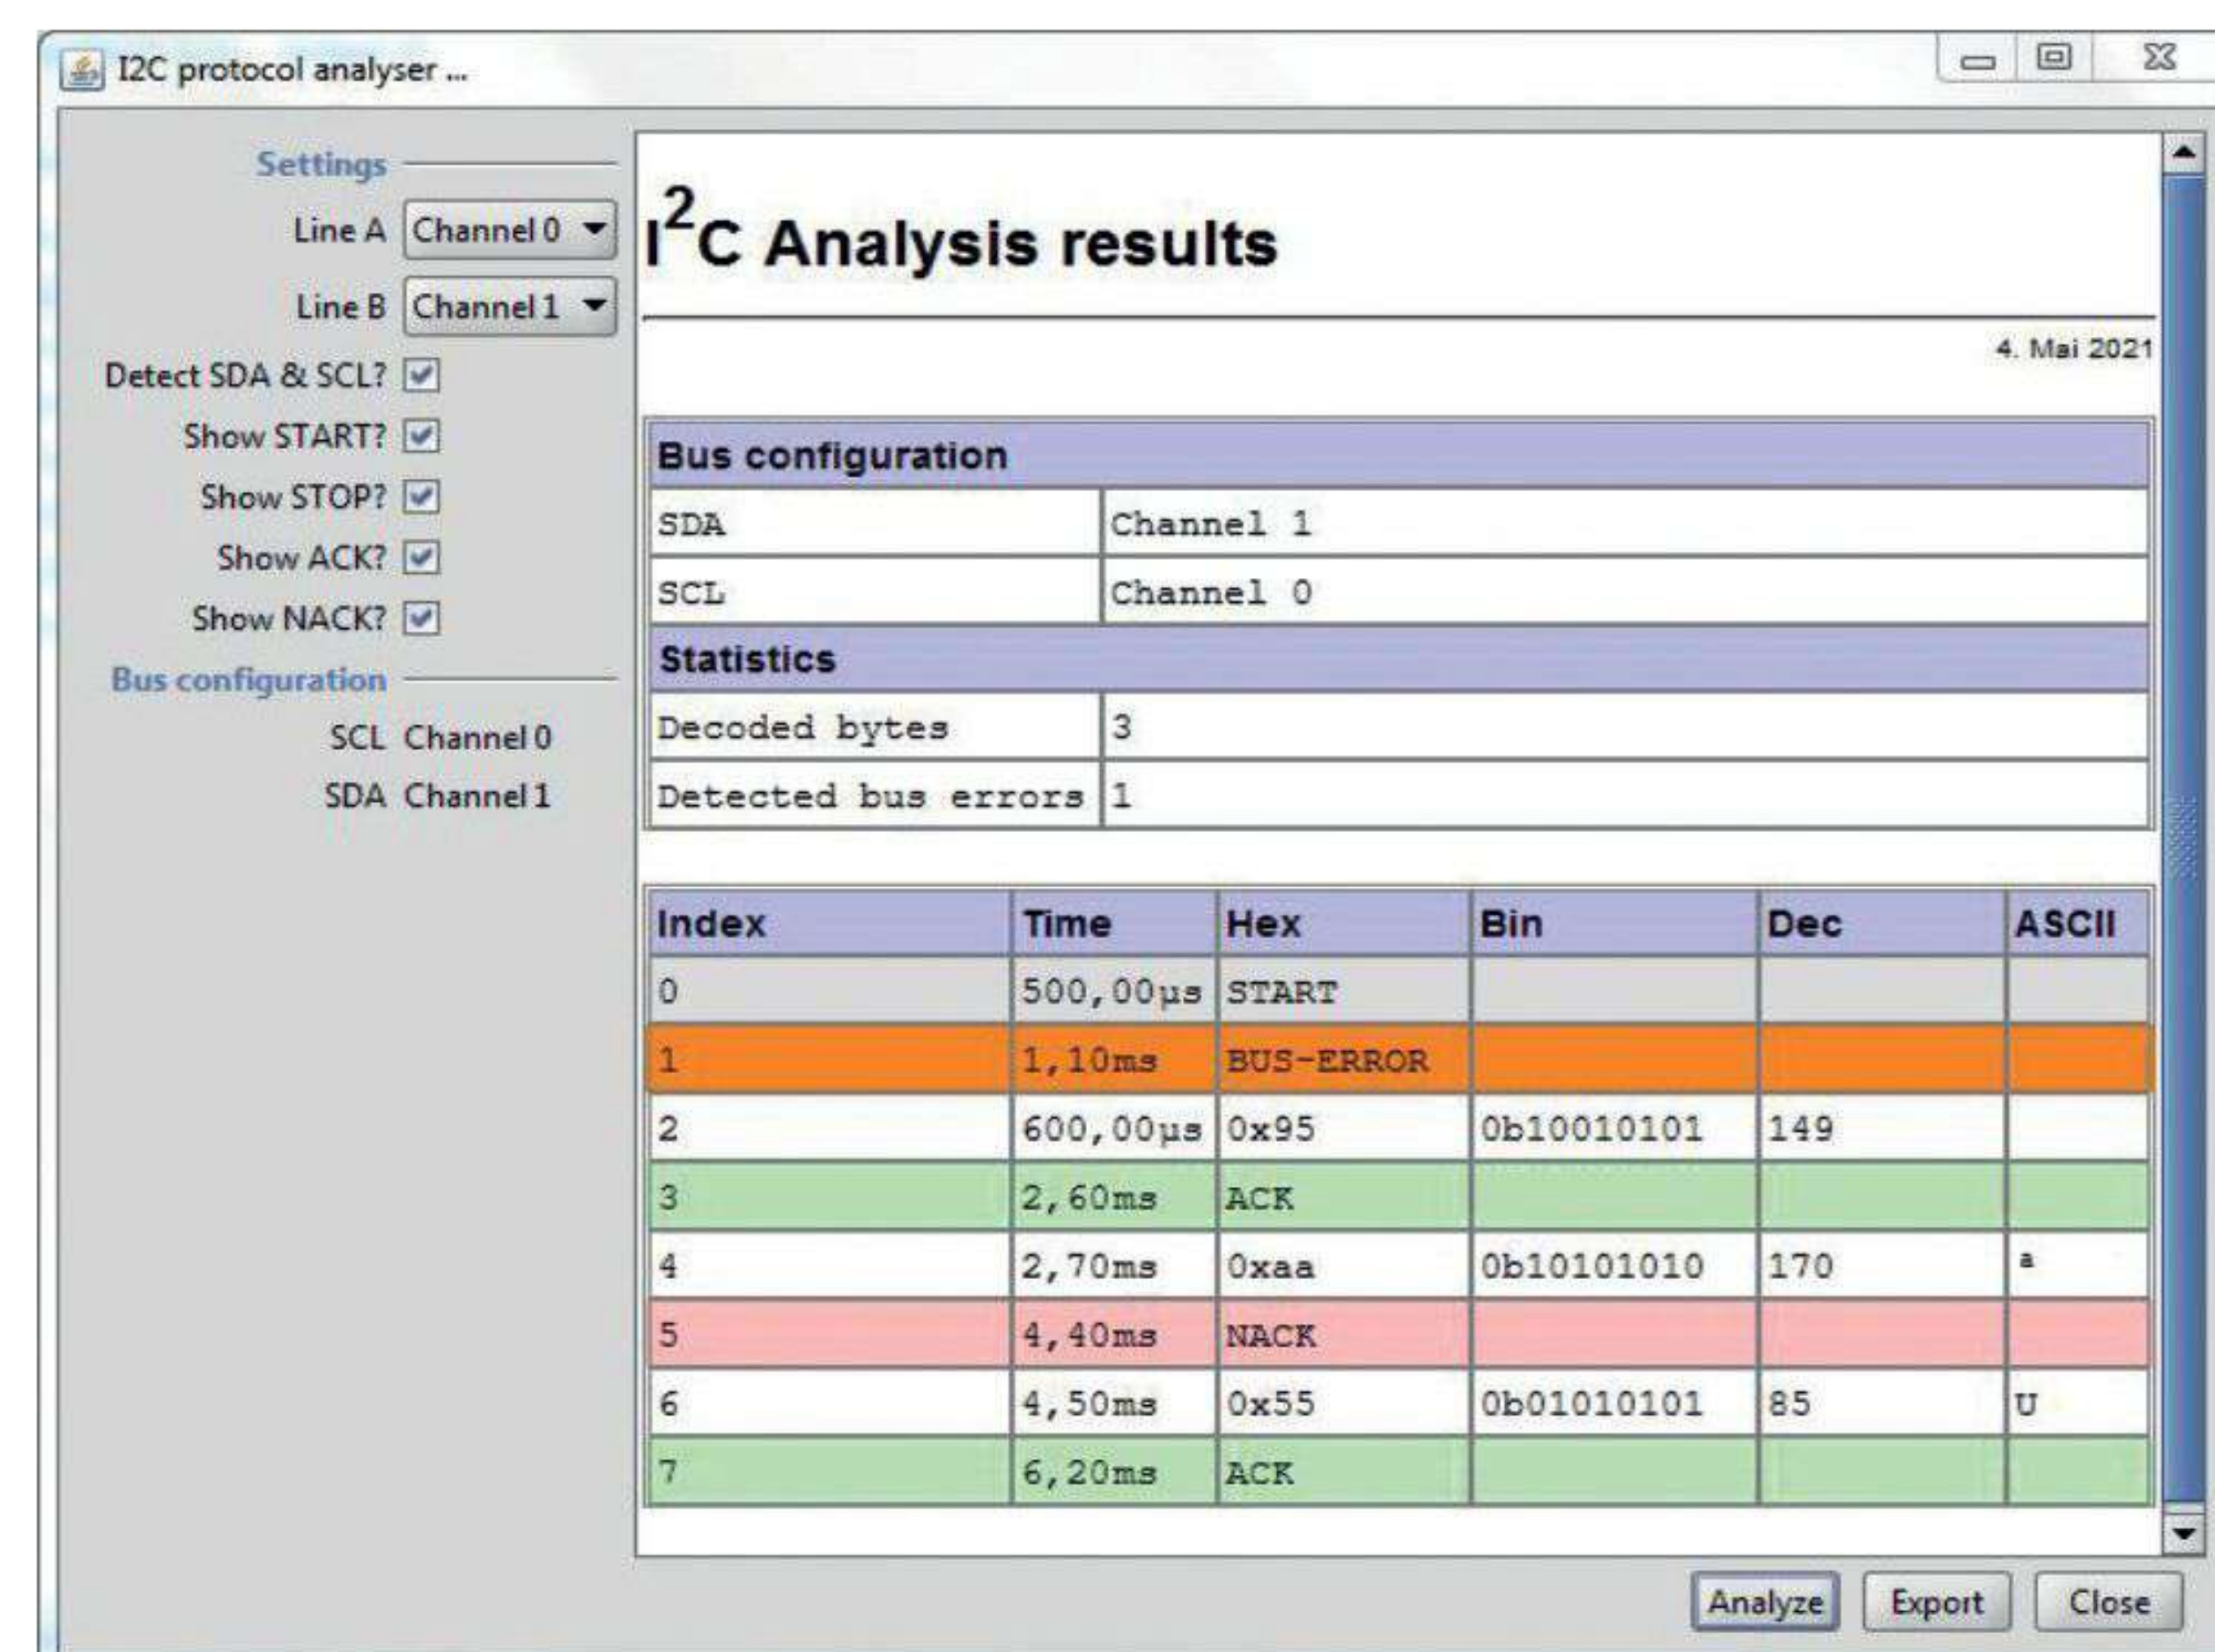 I2C protocol analyser ...
Settings
Line A Channel 0
Line B Channel 1
Detect SDA & SCL?
Show START?
Show STOP?
Show ACK?
Show NACK?
Bus configuration
SCL Channel 0
SDA Channel 1
I²C Analysis results
4. Mai 2021
Bus configuration
SDA Channel 1
SCL Channel 0
Statistics
Decoded bytes 3
Detected bus errors 1
Index Time Hex Bin Dec ASCII
0 500,00µs START
1 1,10ms BUS-ERROR
2 600,00µs 0x95 0b10010101 149
3 2,60ms ACK
4 2,70ms 0xaa 0b10101010 170 ª
5 4,40ms NACK
6 4,50ms 0x55 0b01010101 85 U
7 6,20ms ACK
Analyze Export Close